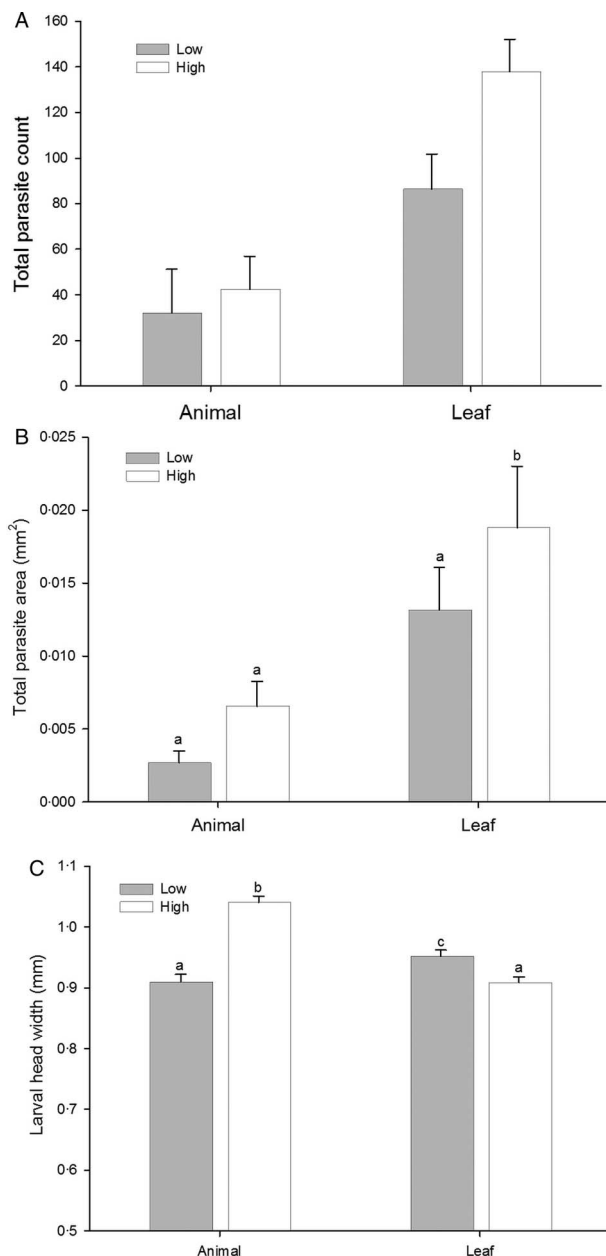 A
Total parasite count
160
140
120
100
80
60
40
20
0
Low
High
Animal
Leaf
B
Total parasite area (mm²)
0·025
0·020
0·015
0·010
0·005
0·000
Low
High
a
a
a
b
Animal
Leaf
C
Larval head width (mm)
1·1
1·0
0·9
0·8
0·7
0·6
0·5
Low
High
a
b
c
a
Animal
Leaf